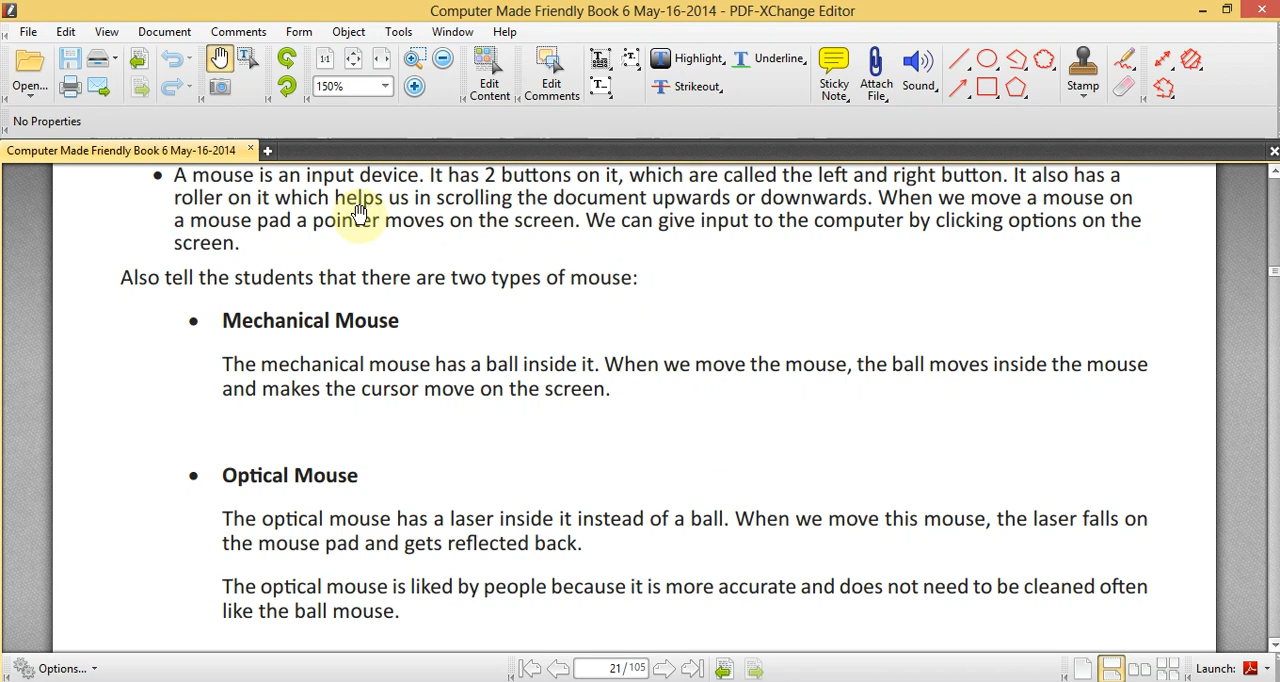 Computer Made Friendly Book 6 May-16-2014 - PDF-XChange Editor
File Edit View Document Comments Form Object Tools Window Help
Open...
1:1
150%
Edit Content
Edit Comments
Highlight
Underline
Strikeout
Sticky Note
Attach File
Sound
Stamp
No Properties
Computer Made Friendly Book 6 May-16-2014
• A mouse is an input device. It has 2 buttons on it, which are called the left and right button. It also has a
roller on it which helps us in scrolling the document upwards or downwards. When we move a mouse on
a mouse pad a pointer moves on the screen. We can give input to the computer by clicking options on the
screen.
Also tell the students that there are two types of mouse:
• Mechanical Mouse
The mechanical mouse has a ball inside it. When we move the mouse, the ball moves inside the mouse
and makes the cursor move on the screen.
• Optical Mouse
The optical mouse has a laser inside it instead of a ball. When we move this mouse, the laser falls on
the mouse pad and gets reflected back.
The optical mouse is liked by people because it is more accurate and does not need to be cleaned often
like the ball mouse.
Options...
21/105
Launch: